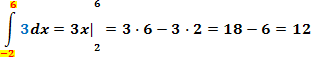 ∫_{-2}^{6} 3dx = 3x|_{2}^{6} = 3 · 6 − 3 · 2 = 18 − 6 = 12